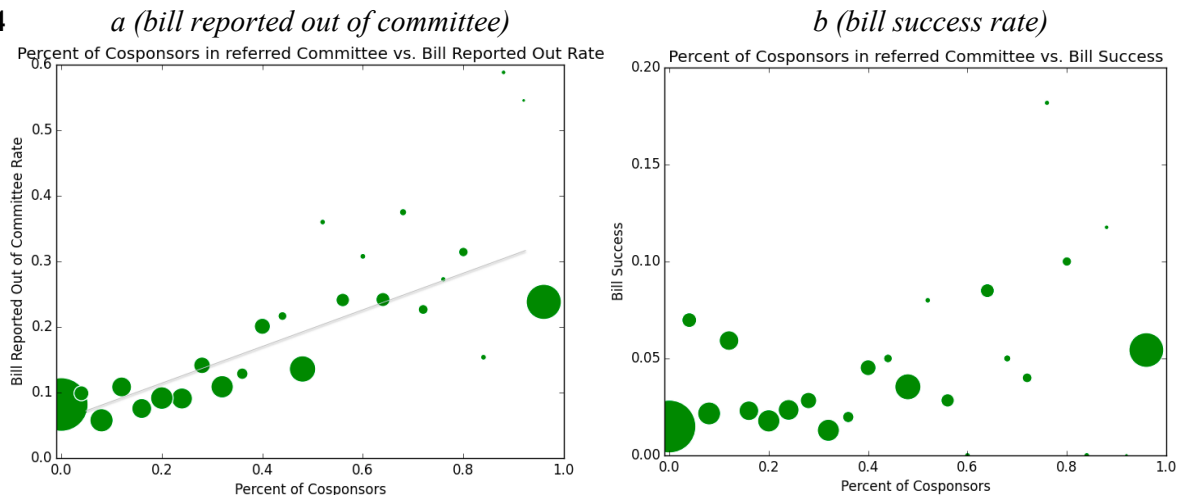 4
a (bill reported out of committee)
Percent of Cosponsors in referred Committee vs. Bill Reported Out Rate
Bill Reported Out of Committee Rate
0.6
0.5
0.4
0.3
0.2
0.1
0.0
0.0 0.2 0.4 0.6 0.8 1.0
Percent of Cosponsors
b (bill success rate)
Percent of Cosponsors in referred Committee vs. Bill Success
Bill Success
0.20
0.15
0.10
0.05
0.00
0.0 0.2 0.4 0.6 0.8 1.0
Percent of Cosponsors